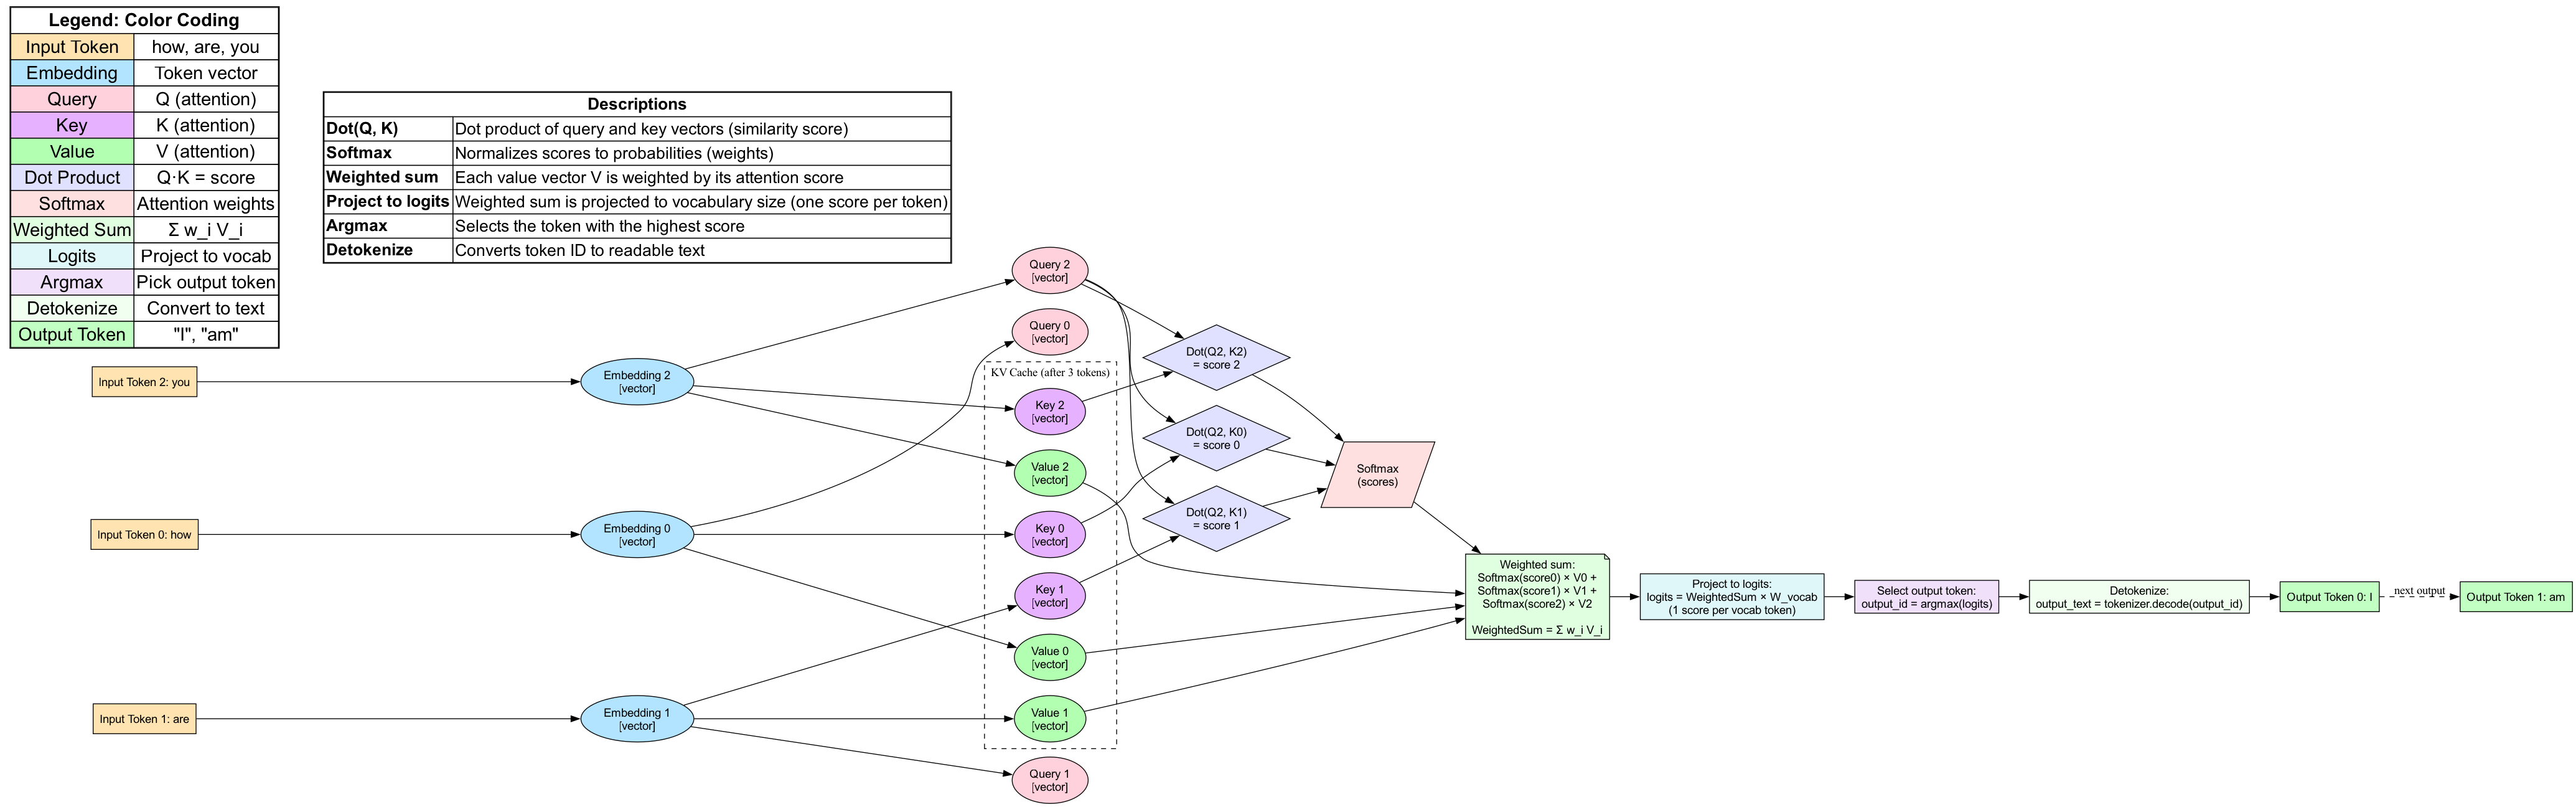 Legend: Color Coding
Input Token how, are, you
Embedding Token vector
Query Q (attention)
Key K (attention)
Value V (attention)
Dot Product Q·K = score
Softmax Attention weights
Weighted Sum Σ w_i V_i
Logits Project to vocab
Argmax Pick output token
Detokenize Convert to text
Output Token "I", "am"
Descriptions
Dot(Q, K) Dot product of query and key vectors (similarity score)
Softmax Normalizes scores to probabilities (weights)
Weighted sum Each value vector V is weighted by its attention score
Project to logits Weighted sum is projected to vocabulary size (one score per token)
Argmax Selects the token with the highest score
Detokenize Converts token ID to readable text
Input Token 2: you
Input Token 0: how
Input Token 1: are
Embedding 2
[vector]
Embedding 0
[vector]
Embedding 1
[vector]
Query 2
[vector]
Query 0
[vector]
KV Cache (after 3 tokens)
Key 2
[vector]
Value 2
[vector]
Key 0
[vector]
Key 1
[vector]
Value 0
[vector]
Value 1
[vector]
Query 1
[vector]
Dot(Q2, K2)
= score 2
Dot(Q2, K0)
= score 0
Dot(Q2, K1)
= score 1
Softmax
(scores)
Weighted sum:
Softmax(score0) × V0 +
Softmax(score1) × V1 +
Softmax(score2) × V2
WeightedSum = Σ w_i V_i
Project to logits:
logits = WeightedSum × W_vocab
(1 score per vocab token)
Select output token:
output_id = argmax(logits)
Detokenize:
output_text = tokenizer.decode(output_id)
Output Token 0: I
next output
Output Token 1: am